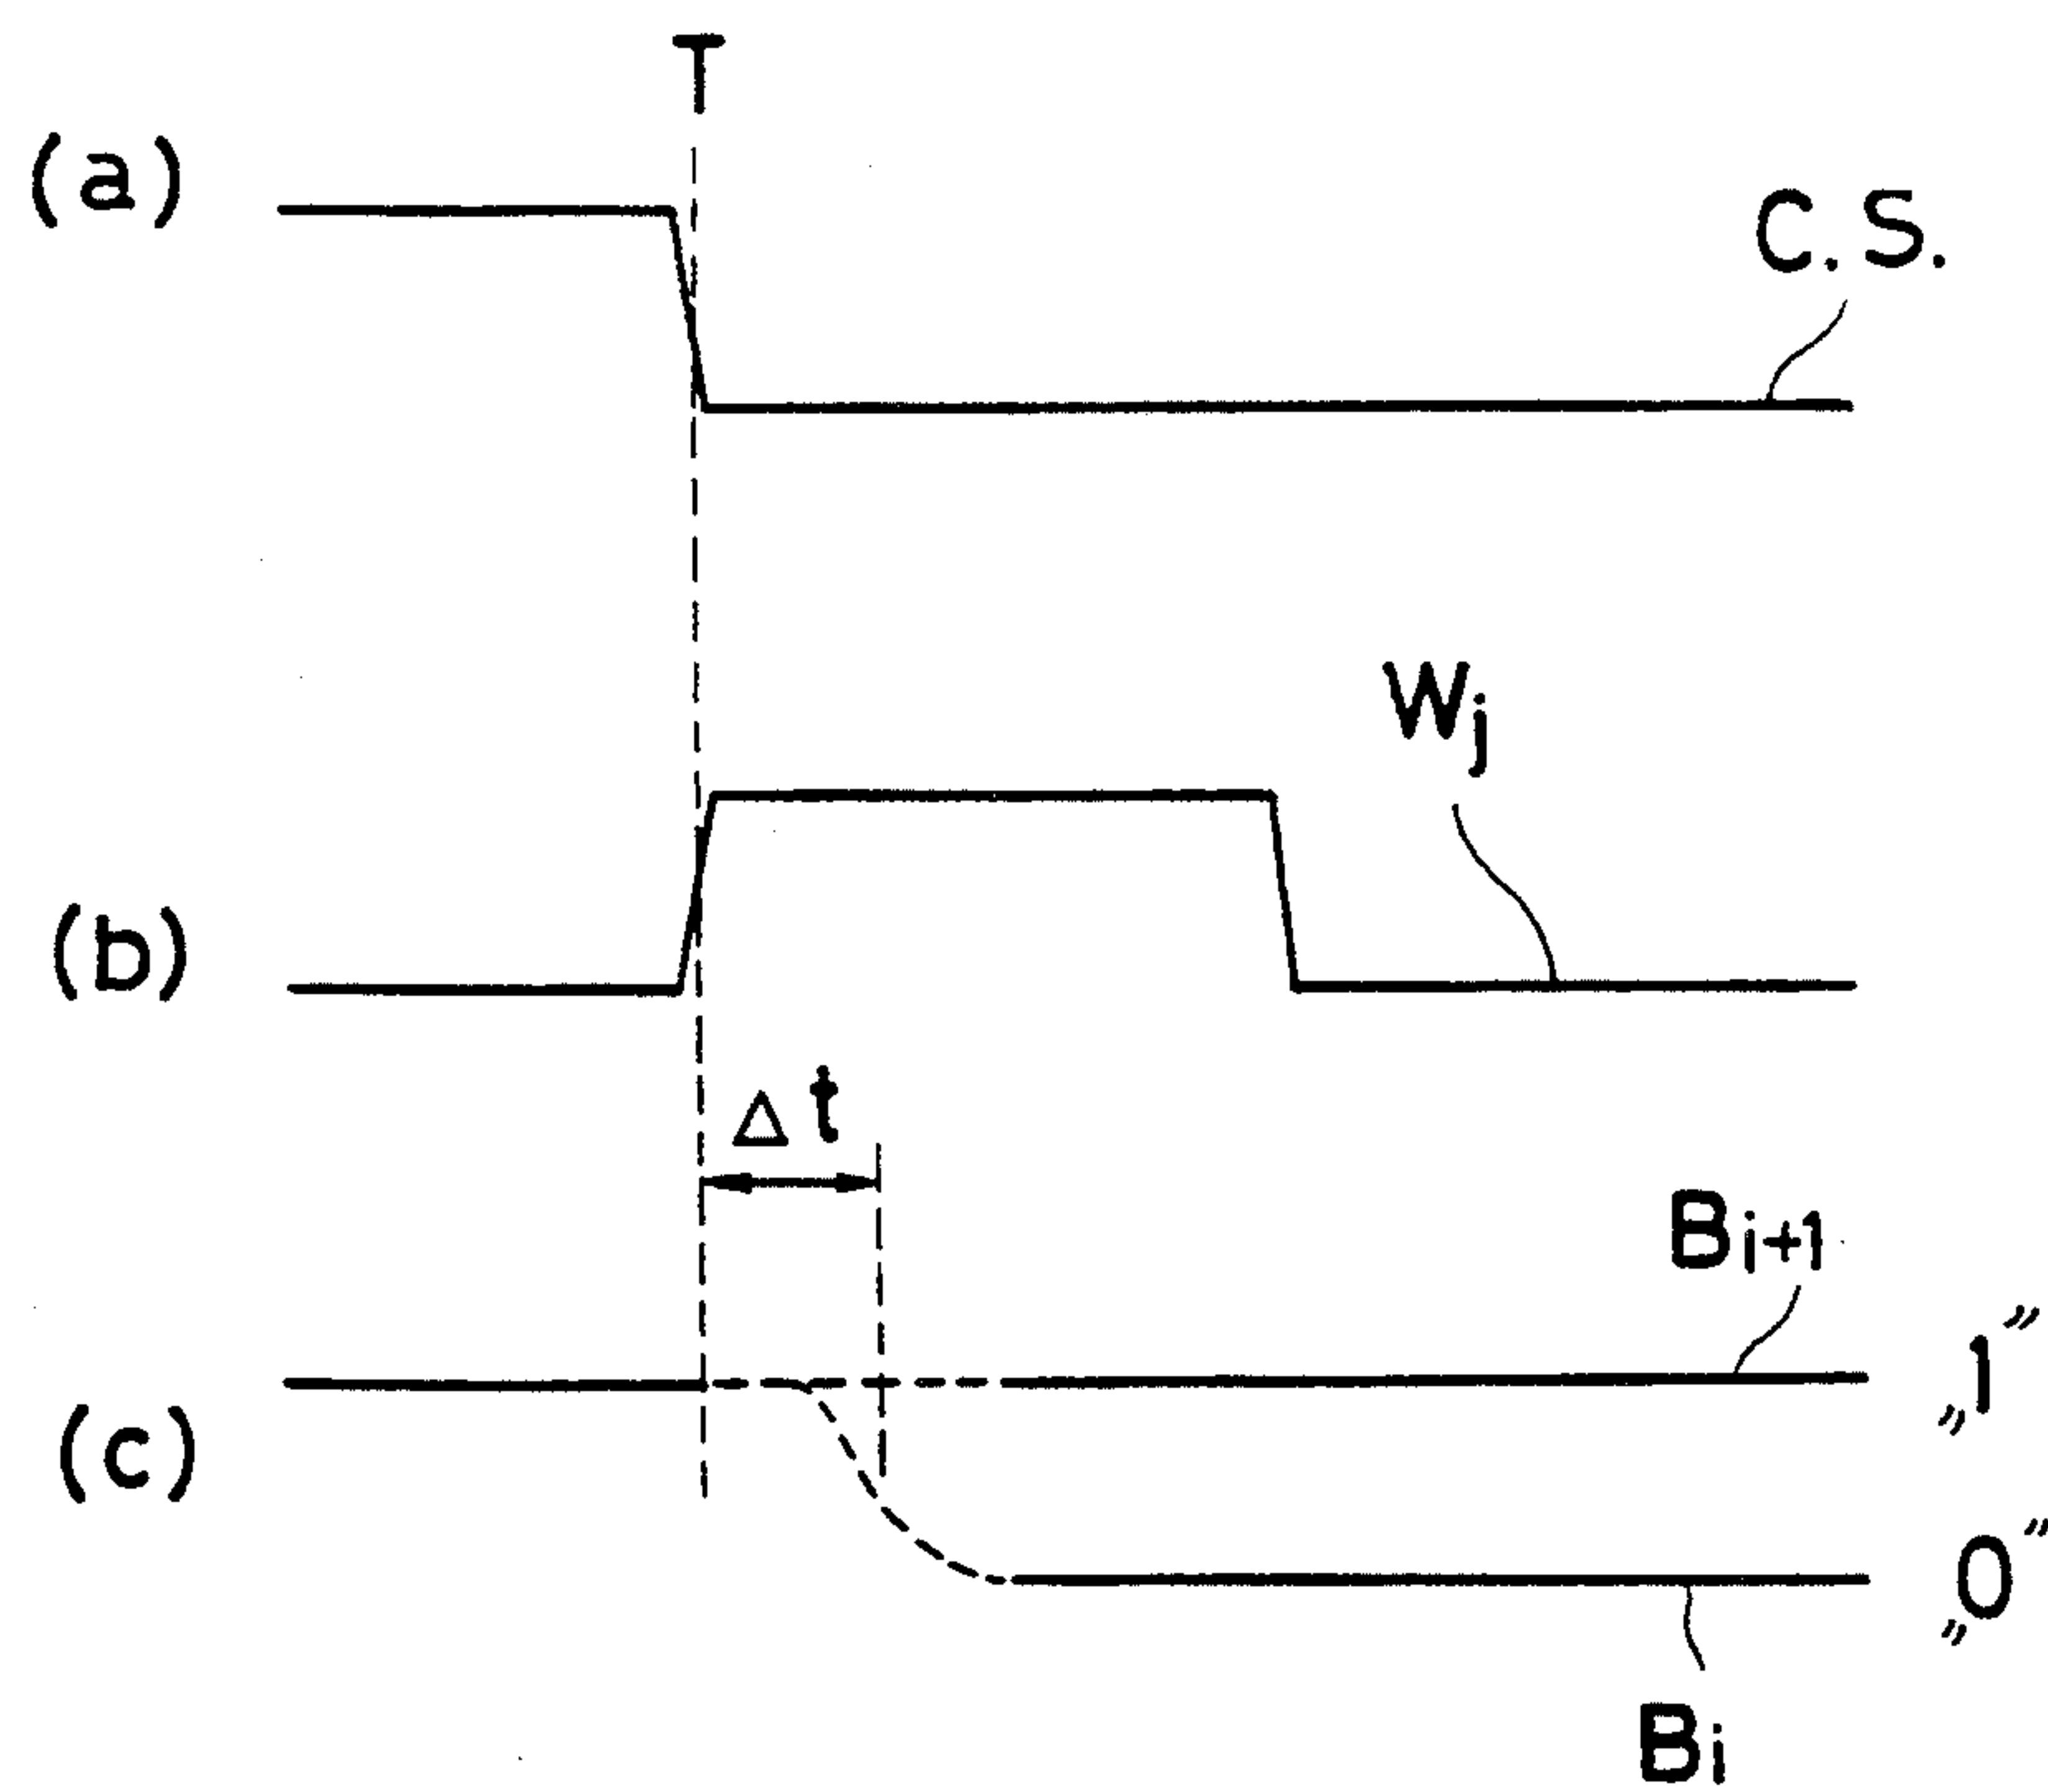 T
(a)
C.S.
Wj
(b)
Δt
Bi+1
„1”
(c)
„0”
Bi